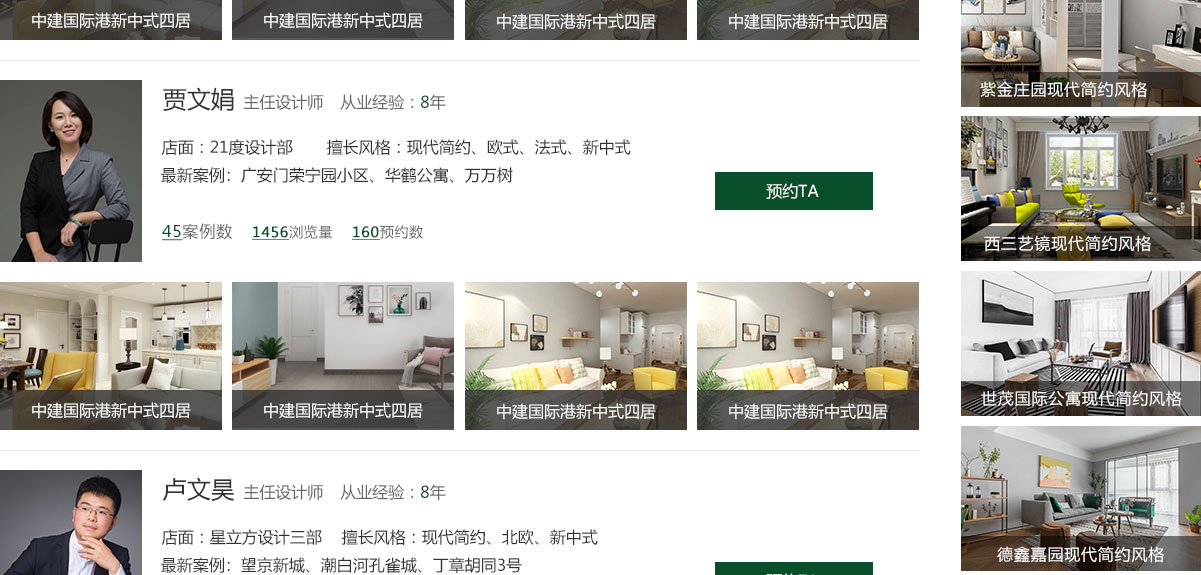 中建国际港新中式四居
中建国际港新中式四居
中建国际港新中式四居
中建国际港新中式四居
贾文娟 主任设计师 从业经验：8年
店面：21度设计部 擅长风格：现代简约、欧式、法式、新中式
最新案例：广安门荣宁园小区、华鹤公寓、万万树
预约TA
45案例数 1456浏览量 160预约数
中建国际港新中式四居
中建国际港新中式四居
中建国际港新中式四居
中建国际港新中式四居
卢文昊 主任设计师 从业经验：8年
店面：星立方设计三部 擅长风格：现代简约、北欧、新中式
最新案例：望京新城、潮白河孔雀城、丁章胡同3号
紫金庄园现代简约风格
西三艺镜现代简约风格
世茂国际公寓现代简约风格
德鑫嘉园现代简约风格